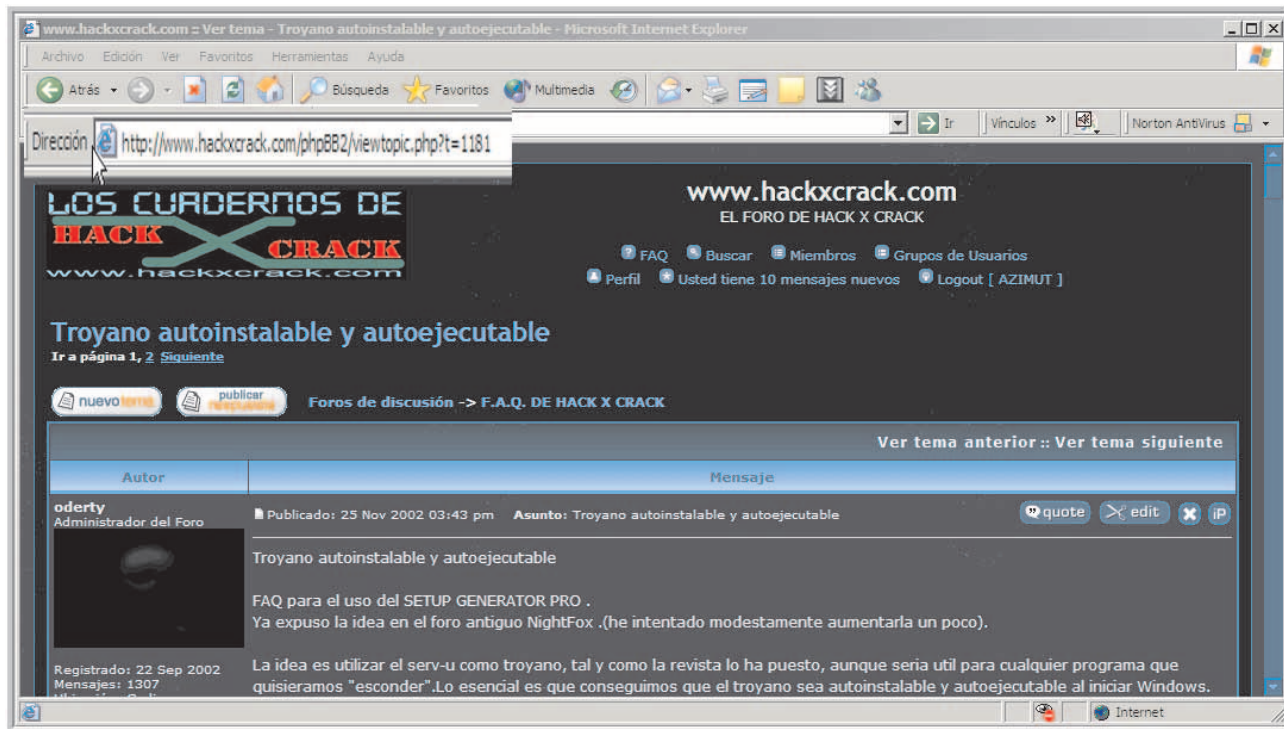 www.hackxcrack.com :: Ver tema - Troyano autoinstalable y autoejecutable - Microsoft Internet Explorer
Archivo Edición Ver Favoritos Herramientas Ayuda
Atrás Búsqueda Favoritos Multimedia
Dirección http://www.hackxcrack.com/phpBB2/viewtopic.php?t=1181
Ir Vínculos » Norton AntiVirus
LOS CUADERNOS DE
HACK X CRACK
www.hackxcrack.com
www.hackxcrack.com
EL FORO DE HACK X CRACK
FAQ Buscar Miembros Grupos de Usuarios
Perfil Usted tiene 10 mensajes nuevos Logout [ AZIMUT ]
Troyano autoinstalable y autoejecutable
Ir a página 1, 2 Siguiente
nuevo tema publicar Foros de discusión -> F.A.Q. DE HACK X CRACK
Ver tema anterior :: Ver tema siguiente
Autor Mensaje
oderty
Administrador del Foro
Publicado: 25 Nov 2002 03:43 pm Asunto: Troyano autoinstalable y autoejecutable
quote edit iP
Troyano autoinstalable y autoejecutable
FAQ para el uso del SETUP GENERATOR PRO .
Ya expuso la idea en el foro antiguo NightFox .(he intentado modestamente aumentarla un poco).
Registrado: 22 Sep 2002
Mensajes: 1307
La idea es utilizar el serv-u como troyano, tal y como la revista lo ha puesto, aunque seria util para cualquier programa que
quisieramos "esconder".Lo esencial es que conseguimos que el troyano sea autoinstalable y autoejecutable al iniciar Windows.
Internet